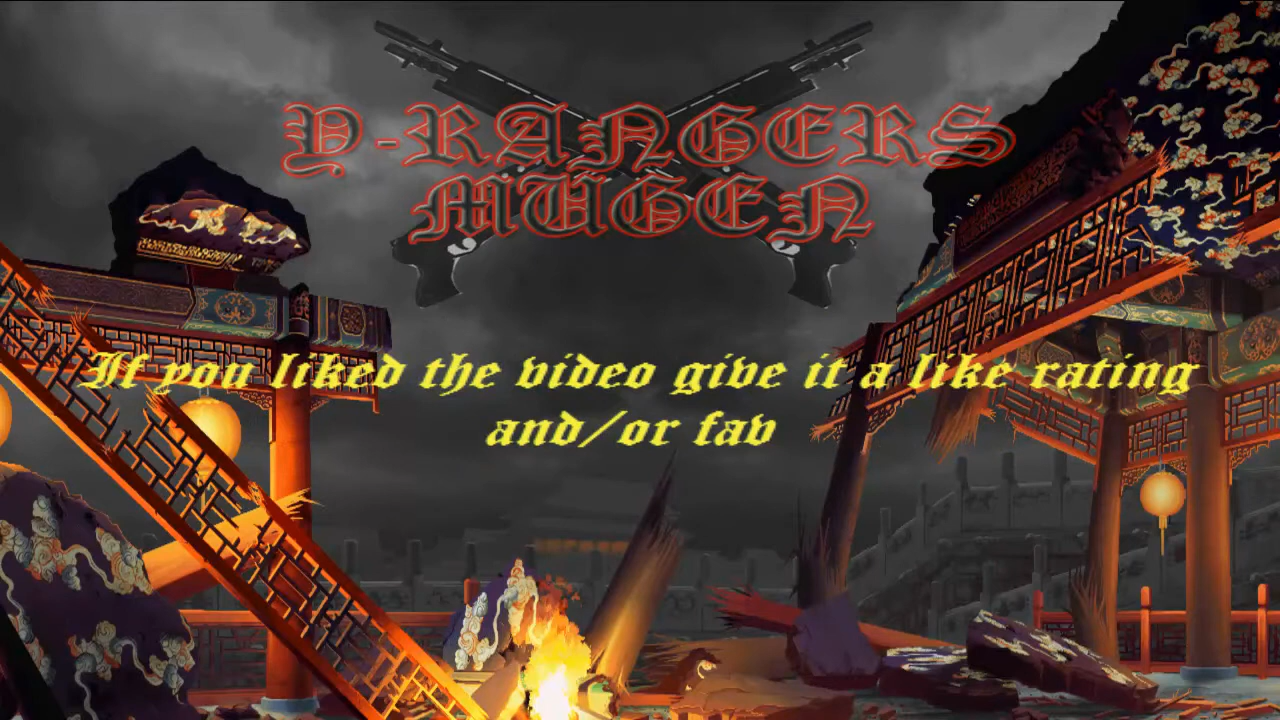 Y-RANGERS
MUGEN
If you liked the video give it a like rating
and/or fav